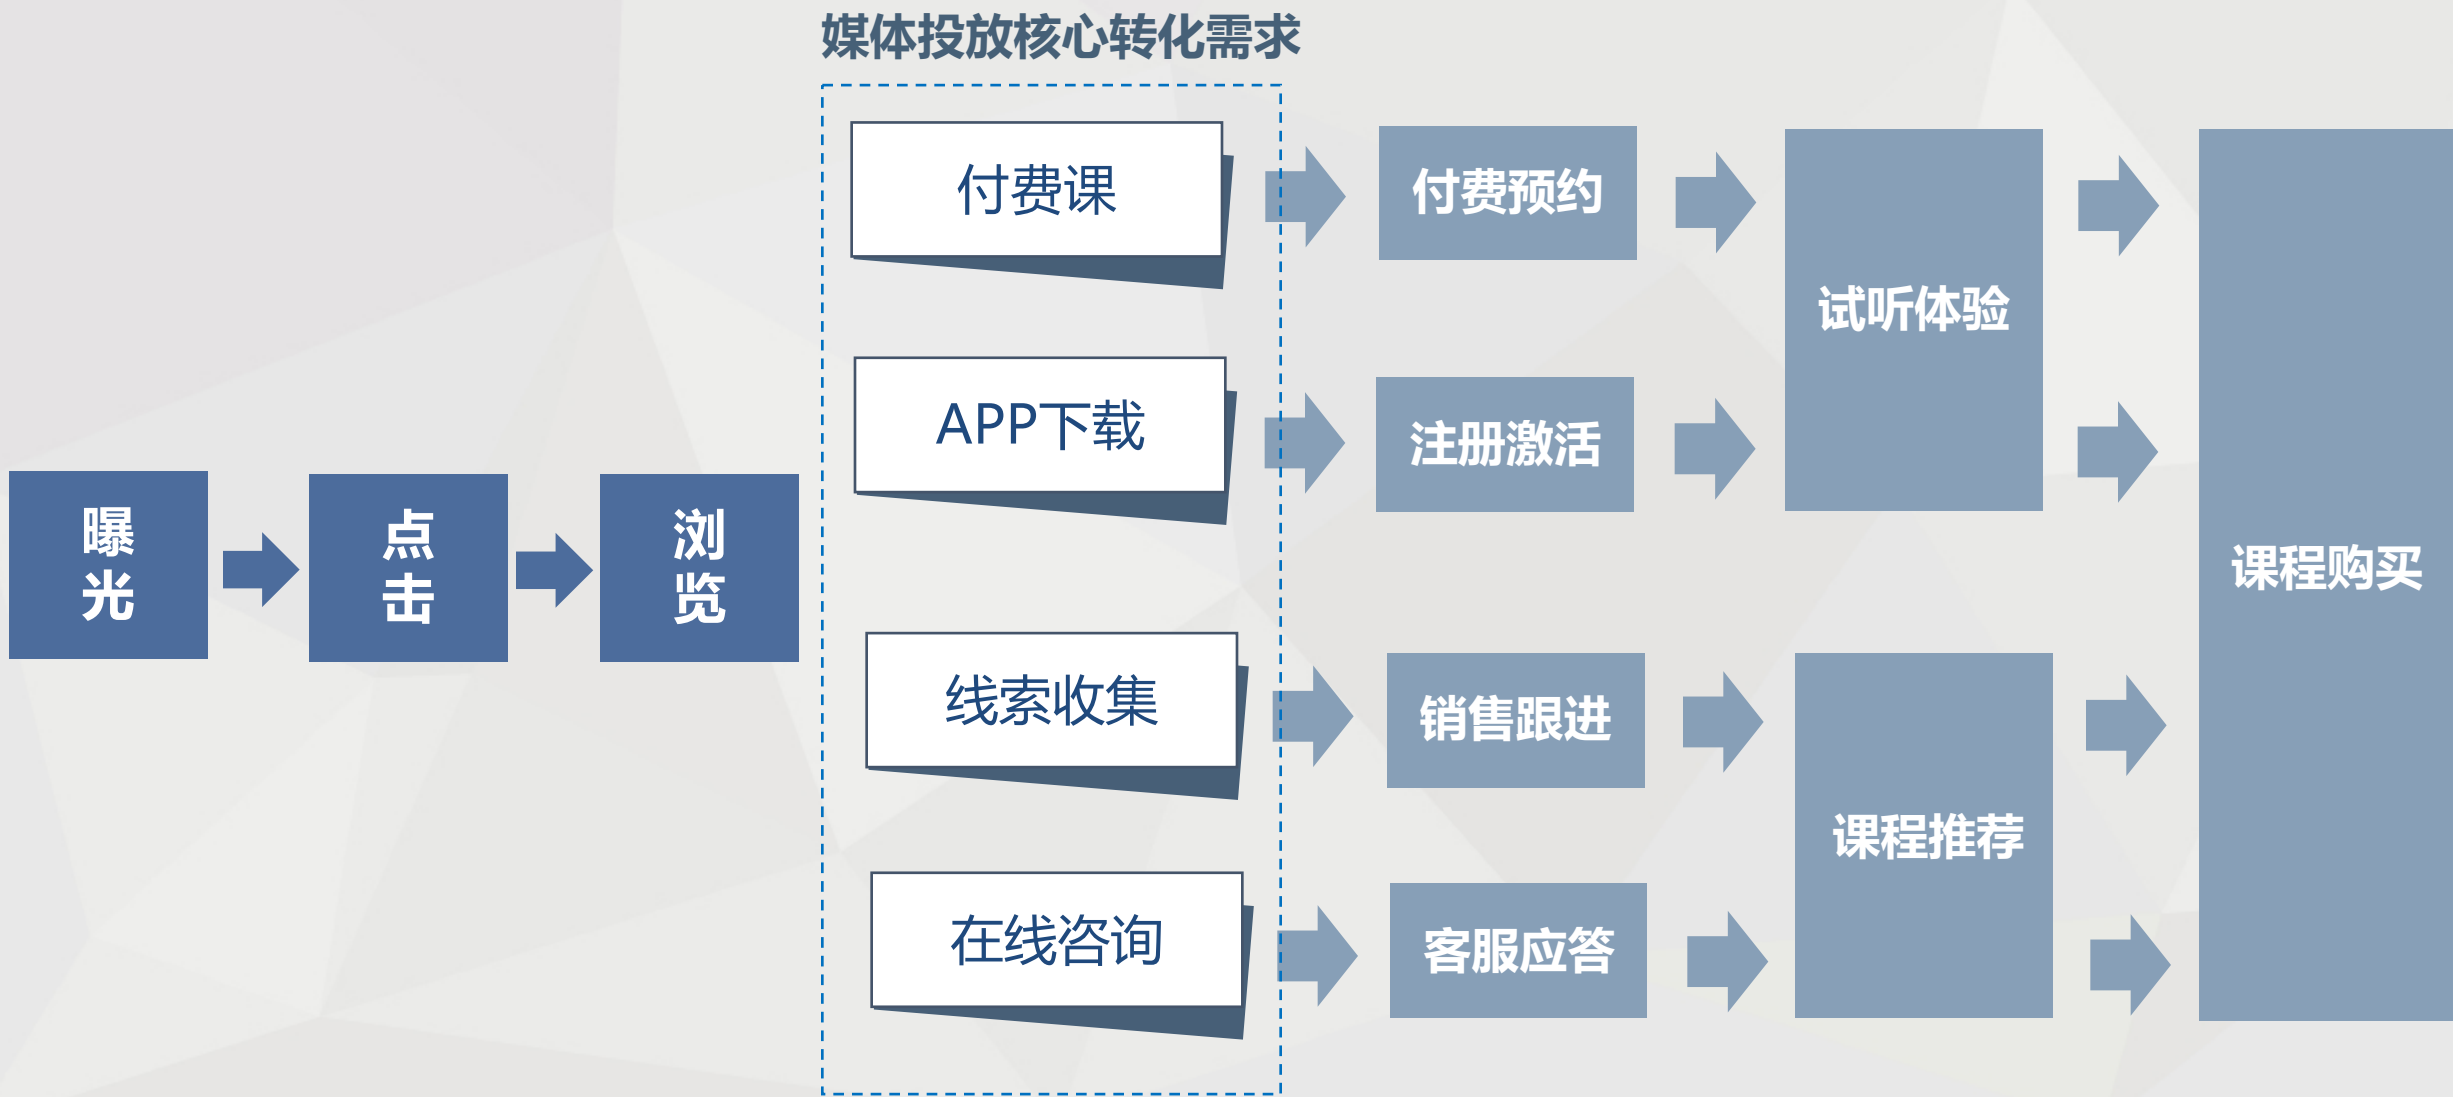 媒体投放核心转化需求
曝
光
点
击
浏
览
付费课
付费预约
APP下载
注册激活
试听体验
线索收集
销售跟进
在线咨询
客服应答
课程推荐
课程购买